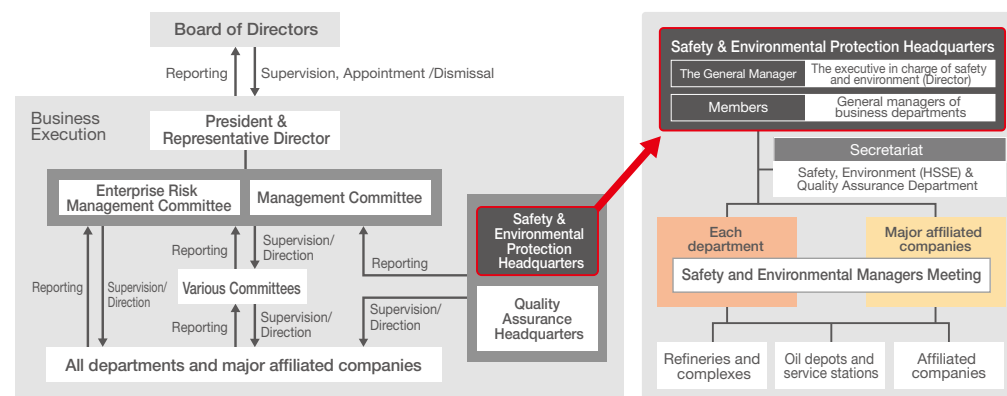 Board of Directors
Reporting
Supervision, Appointment /Dismissal
Business
Execution
President &
Representative Director
Enterprise Risk
Management Committee
Management Committee
Safety &
Environmental
Protection
Headquarters
Reporting
Supervision/
Direction
Reporting
Reporting
Supervision/
Direction
Various Committees
Quality
Assurance
Headquarters
Supervision/
Direction
Reporting
Supervision/
Direction
All departments and major affiliated companies
Safety & Environmental Protection Headquarters
The General Manager
The executive in charge of safety
and environment (Director)
Members
General managers of
business departments
Secretariat
Safety, Environment (HSSE) &
Quality Assurance Department
Each
department
Major affiliated
companies
Safety and Environmental Managers Meeting
Refineries and
complexes
Oil depots and
service stations
Affiliated
companies